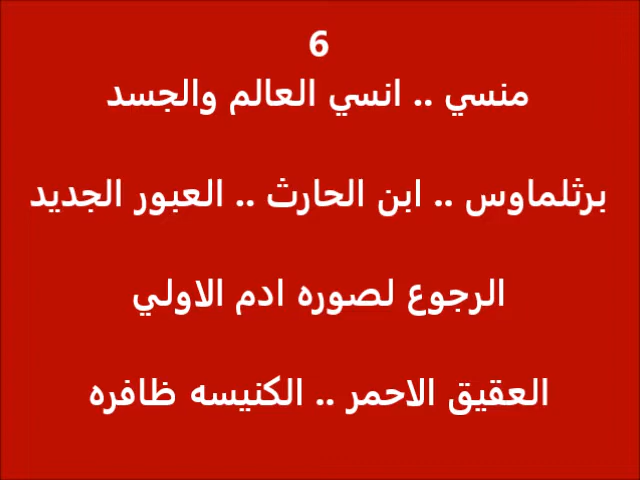 6
منسي .. انسي العالم والجسد
برثلماوس .. ابن الحارث .. العبور الجديد
الرجوع لصوره ادم الاولي
العقيق الاحمر .. الكنيسه ظافره